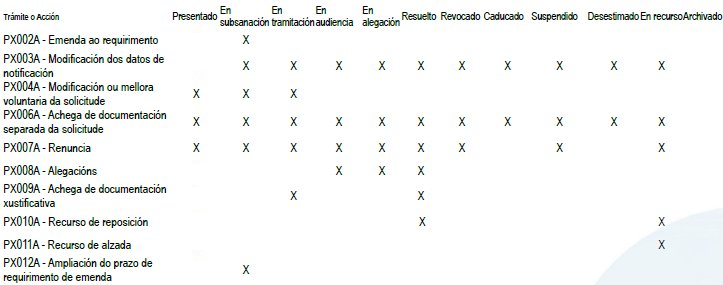 Trámite o Acción Presentado En subsanación En tramitación En audiencia En alegación Resuelto Revocado Caducado Suspendido Desestimado En recurso Archivado
PX002A - Emenda ao requirimento X
PX003A - Modificación dos datos de notificación X X X X X X X X X X
PX004A - Modificación ou mellora voluntaria da solicitude X X X
PX006A - Achega de documentación separada da solicitude X X X X X X X X X X X
PX007A - Renuncia X X X X X X X X X
PX008A - Alegacións X X X
PX009A - Achega de documentación xustificativa X X
PX010A - Recurso de reposición X X
PX011A - Recurso de alzada X
PX012A - Ampliación do prazo de requirimento de emenda X